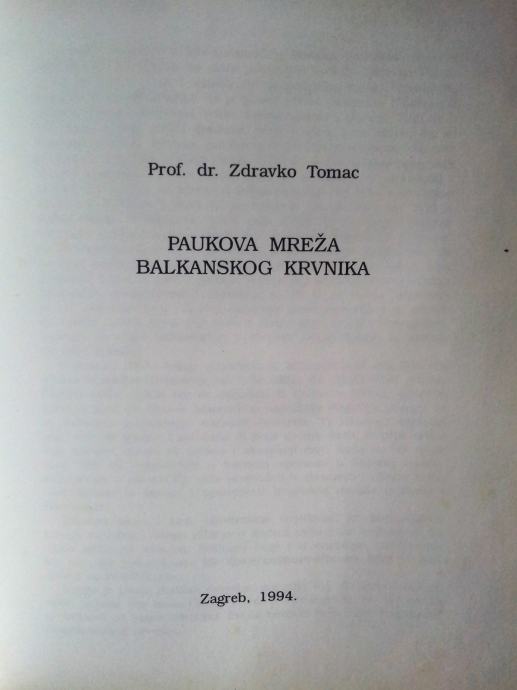 Prof. dr. Zdravko Tomac
PAUKOVA MREŽA
BALKANSKOG KRVNIKA
Zagreb, 1994.